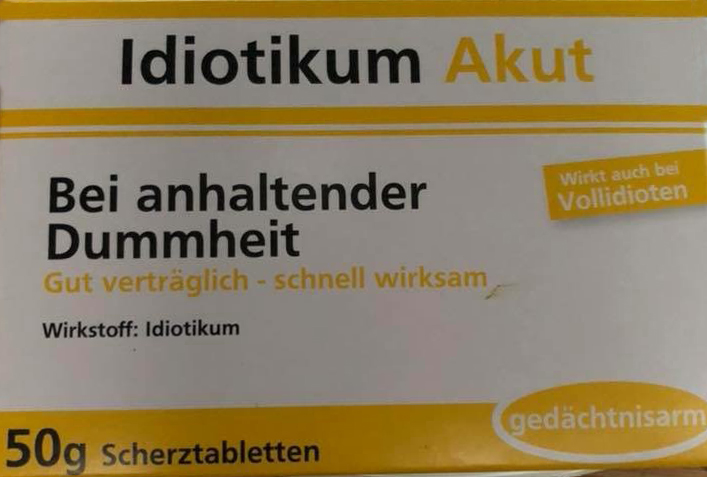 Idiotikum Akut
Wirkt auch bei
Vollidioten
Bei anhaltender
Dummheit
Gut verträglich - schnell wirksam
Wirkstoff: Idiotikum
gedächtnisarm
50g Scherztabletten